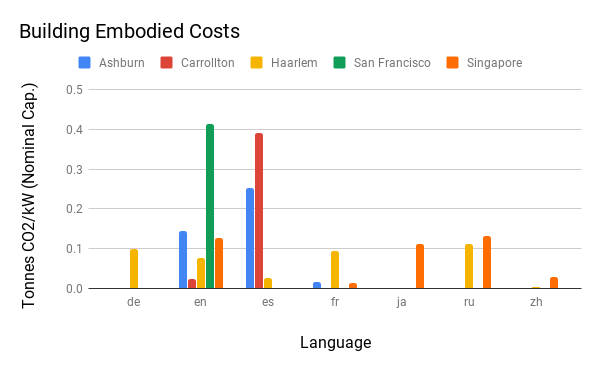 Building Embodied Costs
Ashburn Carrollton Haarlem San Francisco Singapore
Tonnes CO2/kW (Nominal Cap.)
0.5
0.4
0.3
0.2
0.1
0.0
de en es fr ja ru zh
Language